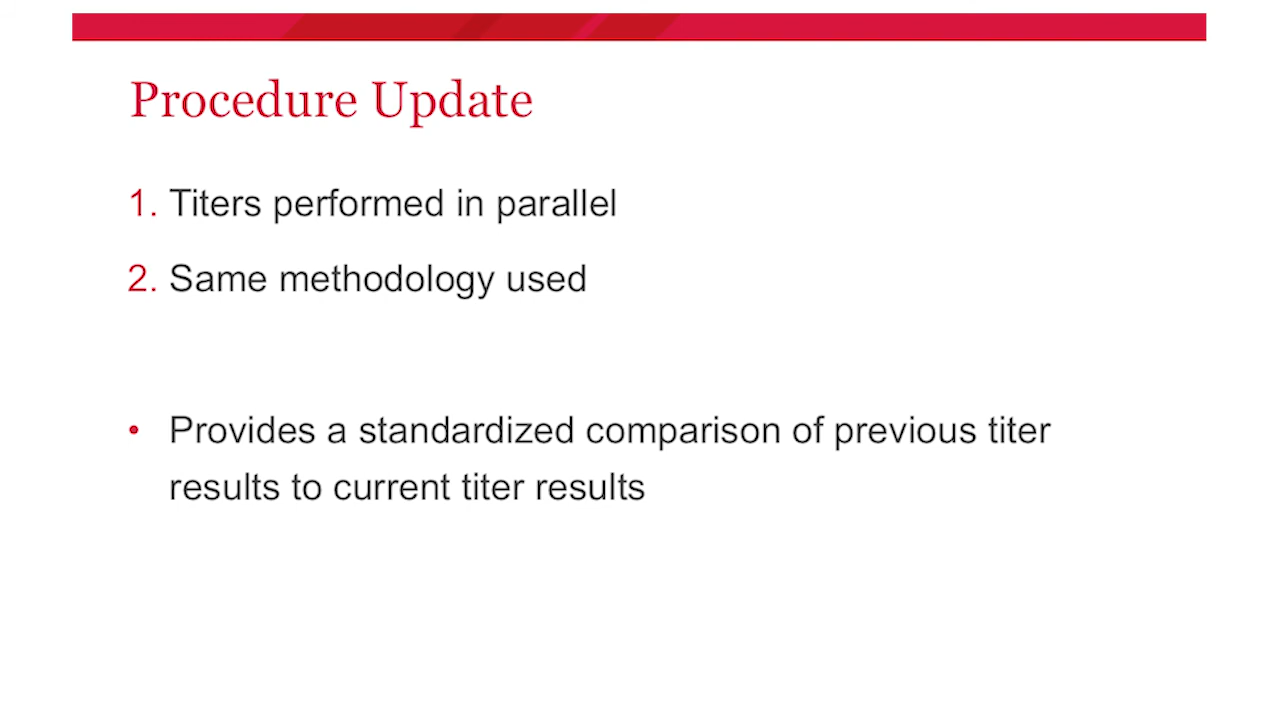 Procedure Update
1. Titers performed in parallel
2. Same methodology used
• Provides a standardized comparison of previous titer
results to current titer results